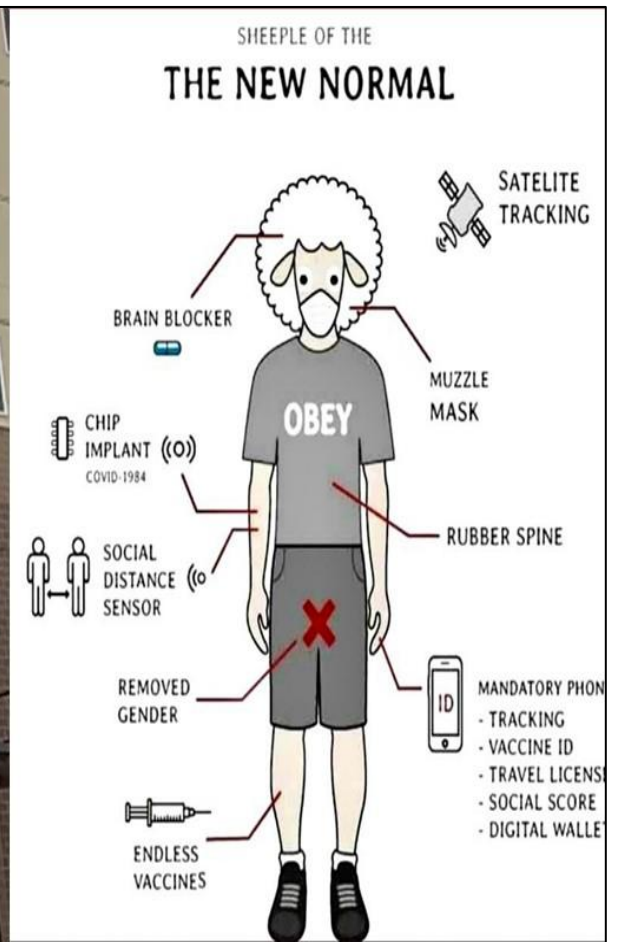 SHEEPLE OF THE
THE NEW NORMAL
SATELITE
TRACKING
BRAIN BLOCKER
MUZZLE
MASK
OBEY
CHIP
IMPLANT
COVID-1984
RUBBER SPINE
SOCIAL
DISTANCE
SENSOR
REMOVED
GENDER
ID
MANDATORY PHON
- TRACKING
- VACCINE ID
- TRAVEL LICENS
- SOCIAL SCORE
- DIGITAL WALLE
ENDLESS
VACCINES